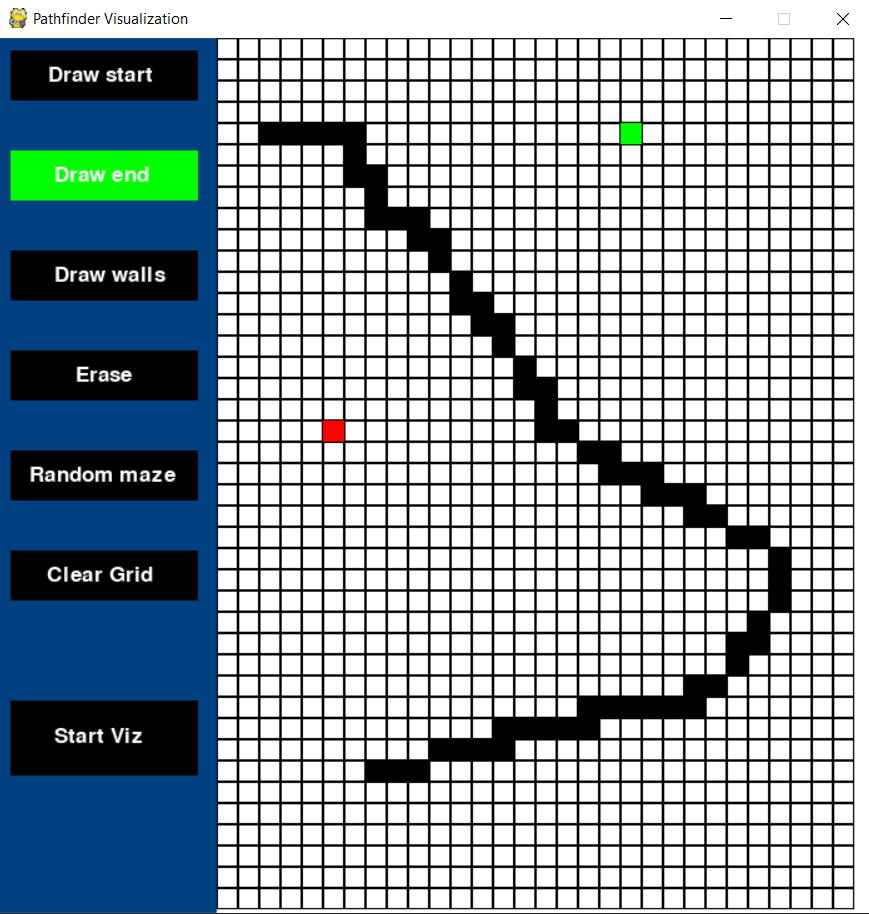 Pathfinder Visualization
Draw start
Draw end
Draw walls
Erase
Random maze
Clear Grid
Start Viz